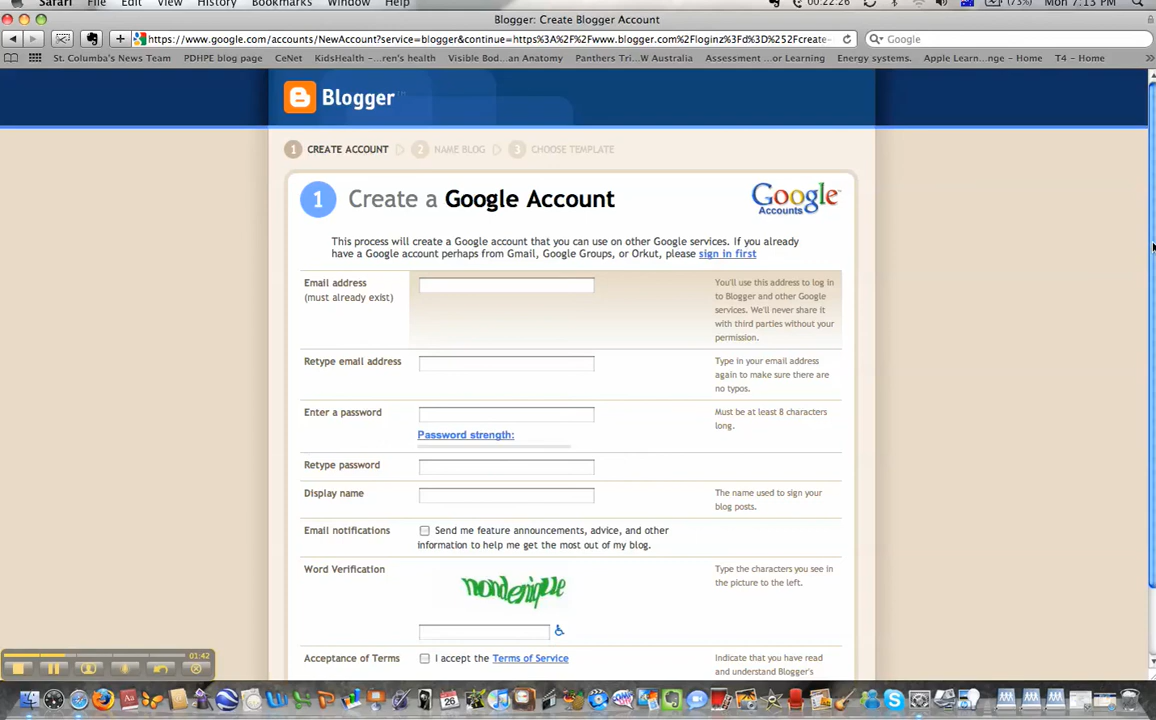 Safari File Edit View History Bookmarks Window Help 00:22:26 (73%) Mon 7:13 PM
Blogger: Create Blogger Account
https://www.google.com/accounts/NewAccount?service=blogger&continue=https%3A%2F%2Fwww.blogger.com%2Floginz%3Fd%3D%252Fcreate- Google
St. Columba's News Team PDHPE blog page CeNet KidsHealth -...ren's health Visible Bod...an Anatomy Panthers Tri...W Australia Assessment ...or Learning Energy systems. Apple Learn...nge - Home T4 - Home
Blogger
1 CREATE ACCOUNT 2 NAME BLOG 3 CHOOSE TEMPLATE
1 Create a Google Account
Google
Accounts
This process will create a Google account that you can use on other Google services. If you already
have a Google account perhaps from Gmail, Google Groups, or Orkut, please sign in first
Email address
(must already exist)
You'll use this address to log in
to Blogger and other Google
services. We'll never share it
with third parties without your
permission.
Retype email address
Type in your email address
again to make sure there are
no typos.
Enter a password
Must be at least 8 characters
long.
Password strength:
Retype password
Display name
The name used to sign your
blog posts.
Email notifications
Send me feature announcements, advice, and other
information to help me get the most out of my blog.
Word Verification
Type the characters you see in
the picture to the left.
Acceptance of Terms
I accept the Terms of Service
Indicate that you have read
and understand Blogger's
01:42
26